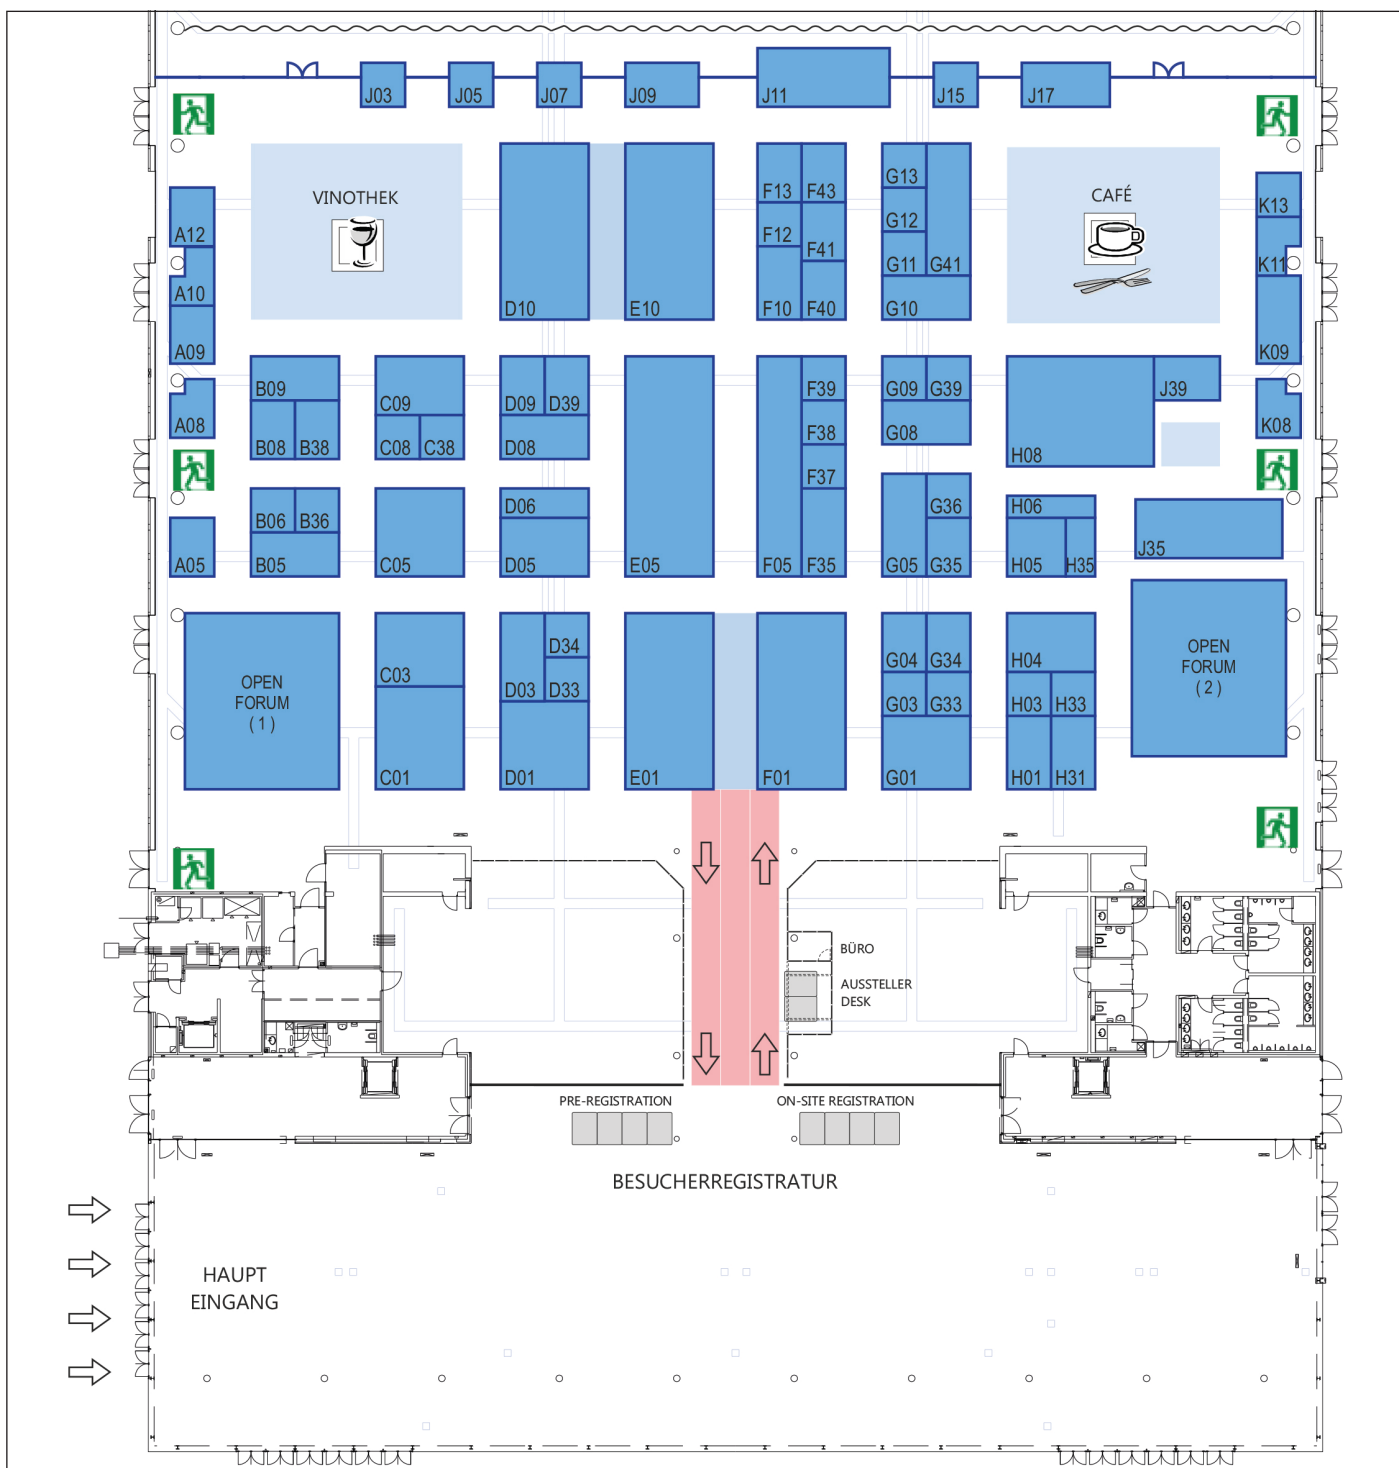 J03 J05 J07 J09 J11 J15 J17
VINOTHEK
CAFÉ
F13 F43 G13 K13
A12 F12 F41 G12
A10 G11 G41 K11
D10 E10 F10 F40 G10
A09 K09
B09 C09 D09 D39 F39 G09 G39 J39
A08 B08 B38 C08 C38 D08 F38 G08 H08 K08
F37
B06 B36 D06 G36 H06
A05 B05 C05 D05 E05 F05 F35 G05 G35 H05 H35 J35
OPEN
FORUM
( 1 )
C03 D03 D34 D33 G04 G34 H04
G03 G33 H03 H33
OPEN
FORUM
( 2 )
C01 D01 E01 F01 G01 H01 H31
BÜRO
AUSSTELLER
DESK
PRE-REGISTRATION
ON-SITE REGISTRATION
BESUCHERREGISTRATUR
HAUPT
EINGANG